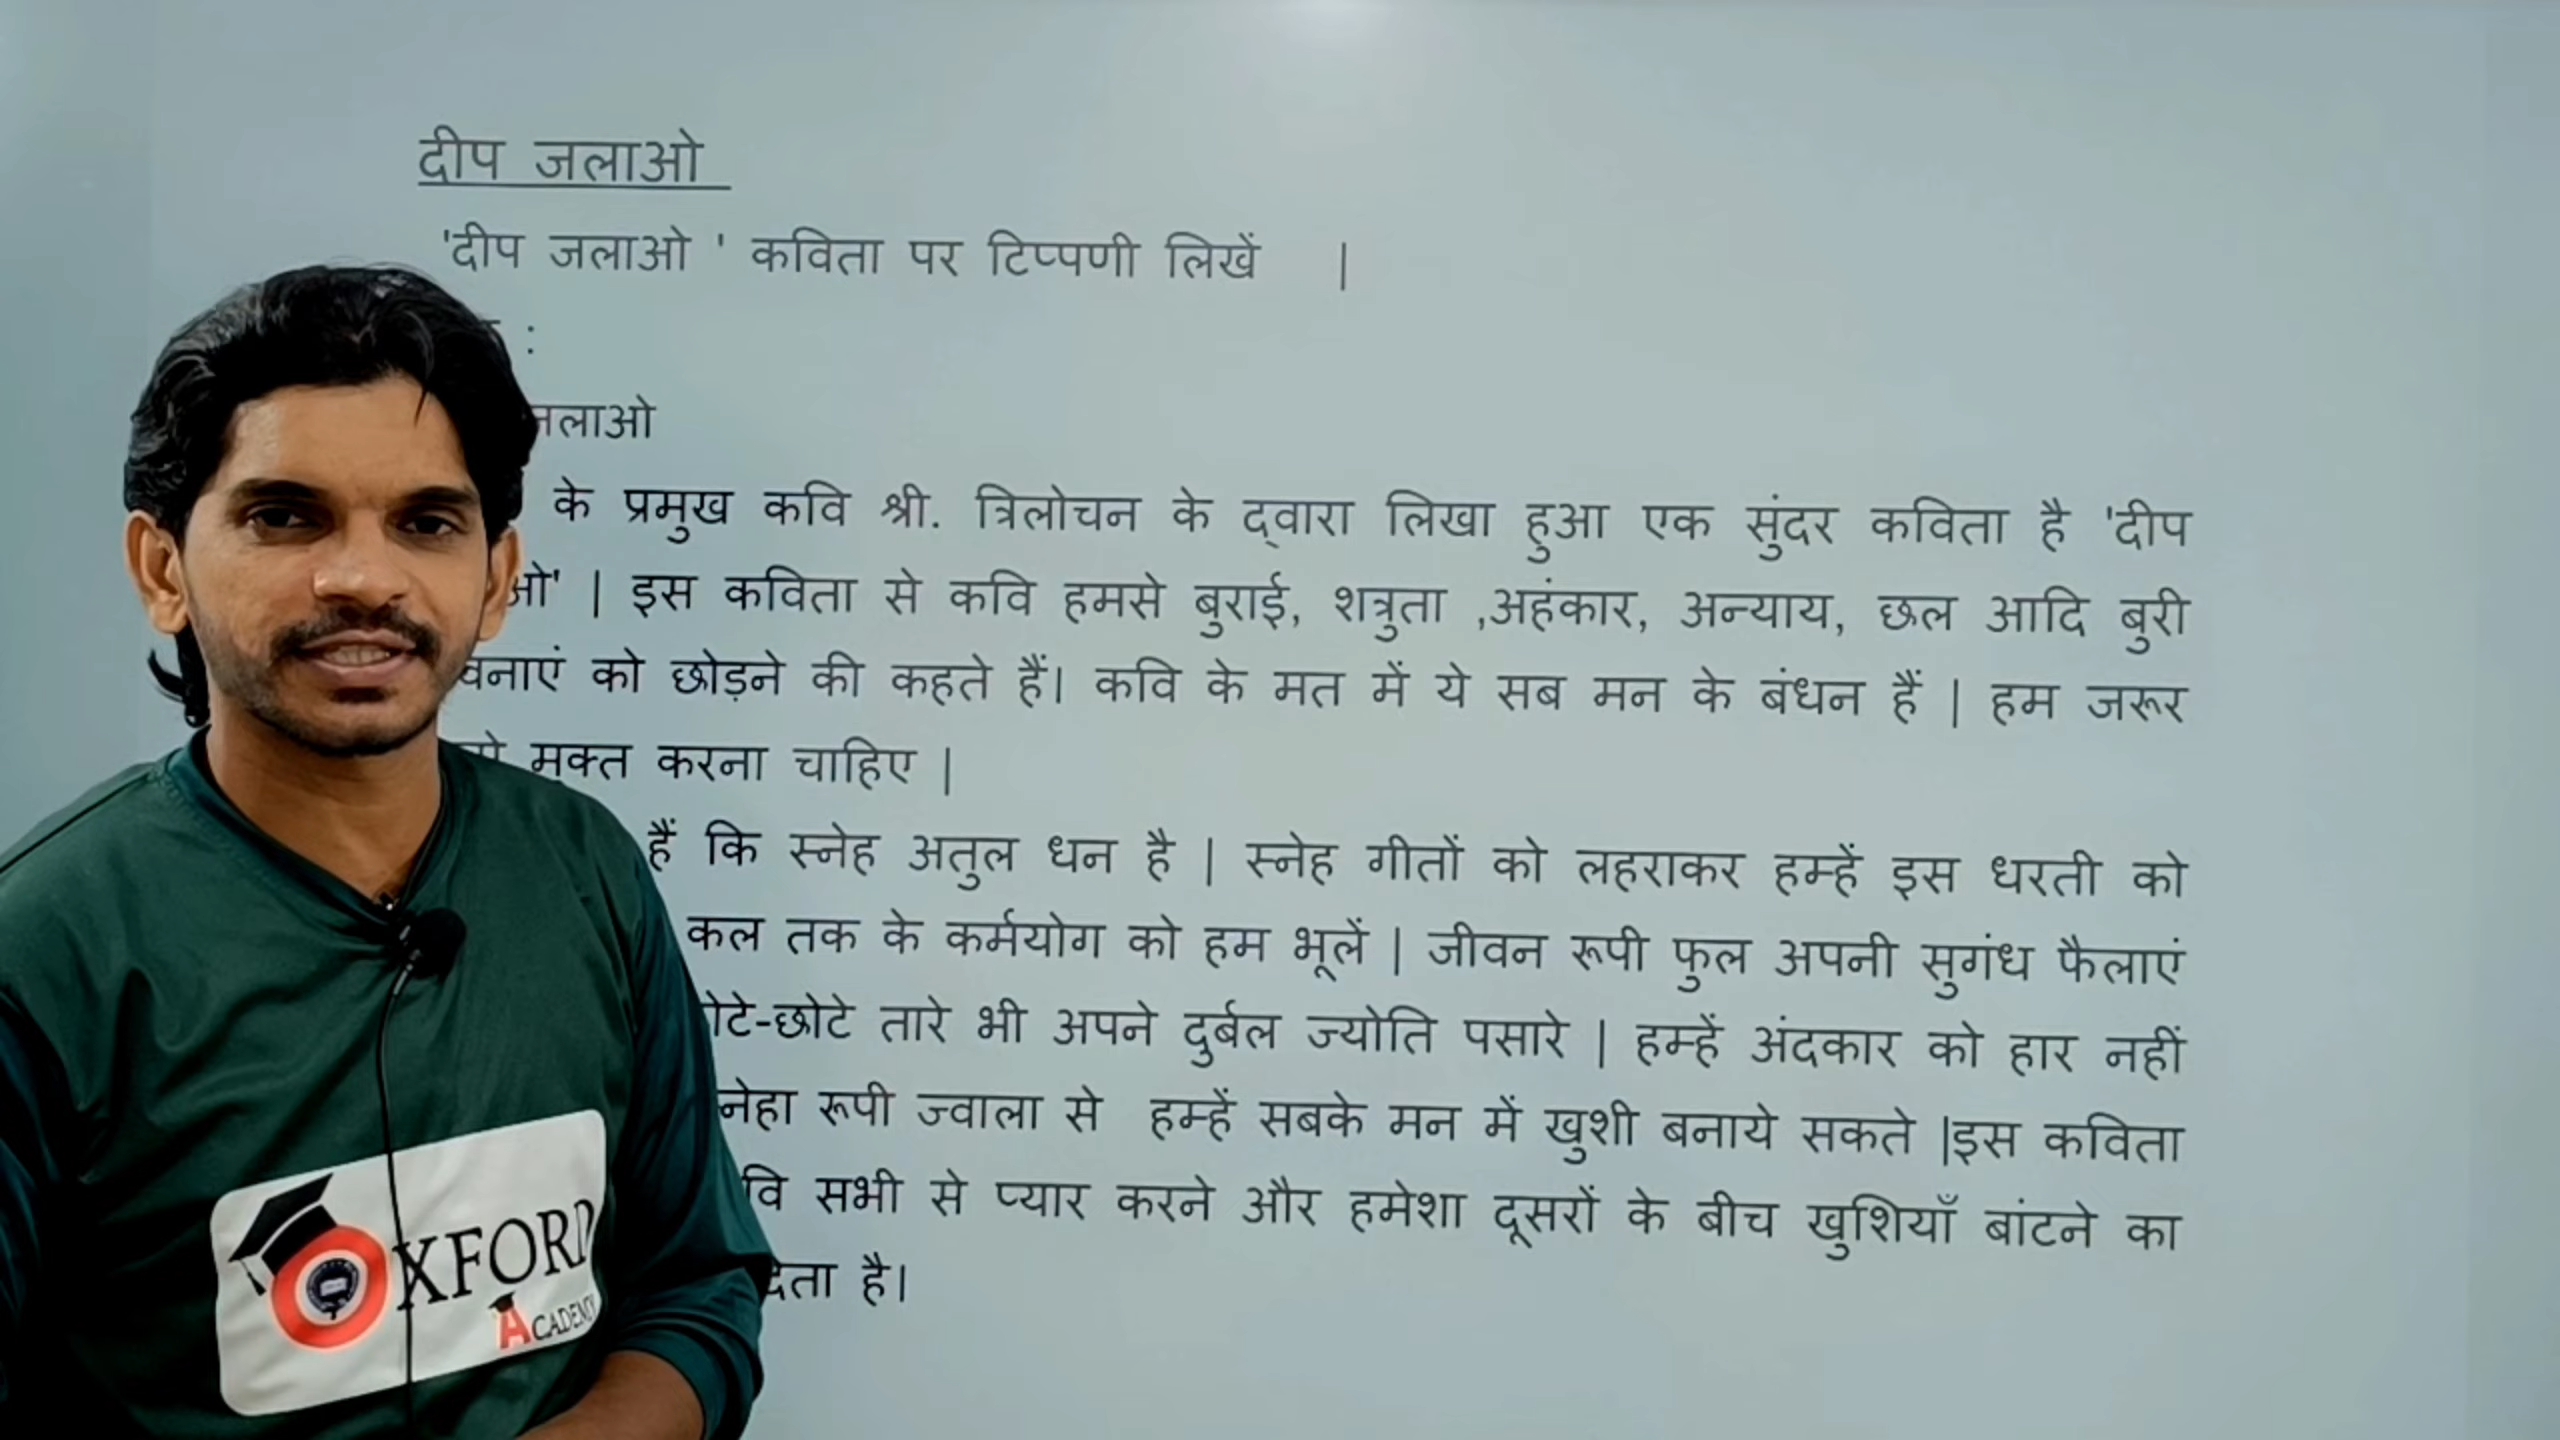 दीप जलाओ
'दीप जलाओ ' कविता पर टिप्पणी लिखें |
:
जलाओ
के प्रमुख कवि श्री. त्रिलोचन के द्वारा लिखा हुआ एक सुंदर कविता है 'दीप
ओ' | इस कविता से कवि हमसे बुराई, शत्रुता ,अहंकार, अन्याय, छल आदि बुरी
वनाएं को छोड़ने की कहते हैं। कवि के मत में ये सब मन के बंधन हैं | हम जरूर
मुक्त करना चाहिए |
हैं कि स्नेह अतुल धन है | स्नेह गीतों को लहराकर हम्हें इस धरती को
कल तक के कर्मयोग को हम भूलें | जीवन रूपी फुल अपनी सुगंध फैलाएं
ोटे-छोटे तारे भी अपने दुर्बल ज्योति पसारे | हम्हें अंदकार को हार नहीं
नेहा रूपी ज्वाला से हम्हें सबके मन में खुशी बनाये सकते |इस कविता
वि सभी से प्यार करने और हमेशा दूसरों के बीच खुशियाँ बांटने का
देता है।
OXFORD
ACADEMY